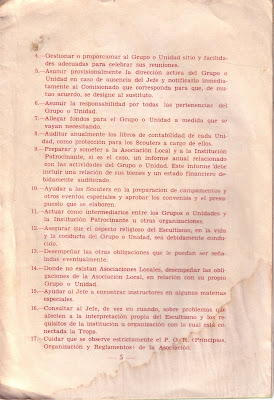 4.—Gestionar o proporcionar al Grupo o Unidad sitio y facilida-
des adecuadas para celebrar sus reuniones.
5.—Asumir provisionalmente la dirección activa del Grupo
o Unidad en caso de ausencia del Jefe y notificarlo inmedia-
tamente al Comisionado que corresponda para que, de mu-
tuo acuerdo, se designe al sustituto.
6.—Asumir la responsabilidad por todas las pertenencias del
Grupo o Unidad.
7.—Allegar fondos para el Grupo o Unidad a medida que se
vayan necesitando.
8.—Auditar anualmente los libros de contabilidad de cada Uni-
dad, como protección para los Scouters a cargo de ellos.
9.—Preparar y someter a la Asociación Local y a la Institución
Patrocinante, si es el caso, un informe anual relacionado
con las actividades del Grupo o Unidad. Este informe debe
incluir una relación de sus bienes y un estado financiero de-
bidamente auditorado.
10.—Ayudar a los Scouters en la preparación de campamentos y
otros eventos especiales y aprobar los convenios y el presu-
puesto que se elaboren.
11.—Actuar como intermediarios entre los Grupos o Unidades y
la Institución Patrocinante u otras organizaciones.
12.—Asegurar que el aspecto religioso del Escultismo, en la vida
y la conducta del Grupo o Unidad, sea debidamente condu-
cido.
13.—Desempeñar las otras obligaciones que le puedan ser seña-
ladas eventualmente.
14.—Donde no existan Asociaciones Locales, desempeñar las obli-
gaciones de la Asociación Local, en relación con su propio
Grupo o Unidad.
15.—Ayudar al Jefe a encontrar instructores en algunas materias
especiales.
16.—Consultar al Jefe, de vez en cuando, sobre problemas que
afecten a la interpretación propia del Escultismo y los re-
quisitos de la institución u organización con la cual está co-
nectada la Tropa.
17.—Cuidar que se observe estrictamente el P. O. R. (Principios,
Organización y Reglamentos) de la Asociación.
— 5 —